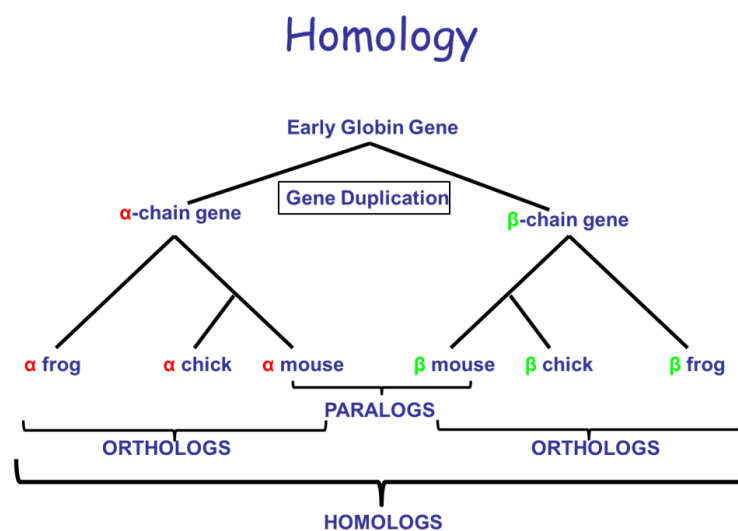 Homology
Early Globin Gene
Gene Duplication
α-chain gene
β-chain gene
α frog
α chick
α mouse
β mouse
β chick
β frog
PARALOGS
ORTHOLOGS
ORTHOLOGS
HOMOLOGS